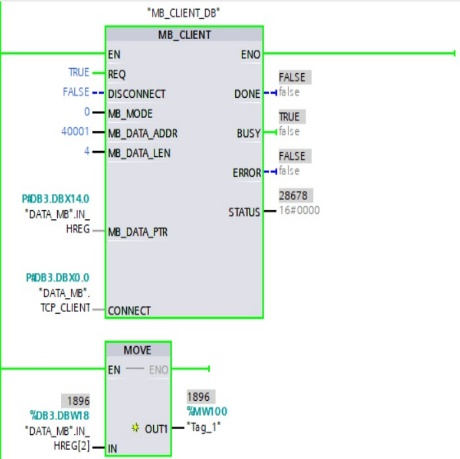 "MB_CLIENT_DB"
MB_CLIENT
EN ENO
TRUE REQ
FALSE
FALSE DISCONNECT DONE false
0 MB_MODE
TRUE
40001 MB_DATA_ADDR BUSY false
4 MB_DATA_LEN
FALSE
ERROR false
28678
P#DB3.DBX14.0
STATUS 16#0000
"DATA_MB".IN_
HREG MB_DATA_PTR
P#DB3.DBX0.0
"DATA_MB".
TCP_CLIENT CONNECT
MOVE
EN ENO
1896 1896
%DB3.DBW18 %MW100
"DATA_MB".IN_ OUT1 "Tag_1"
HREG[2] IN